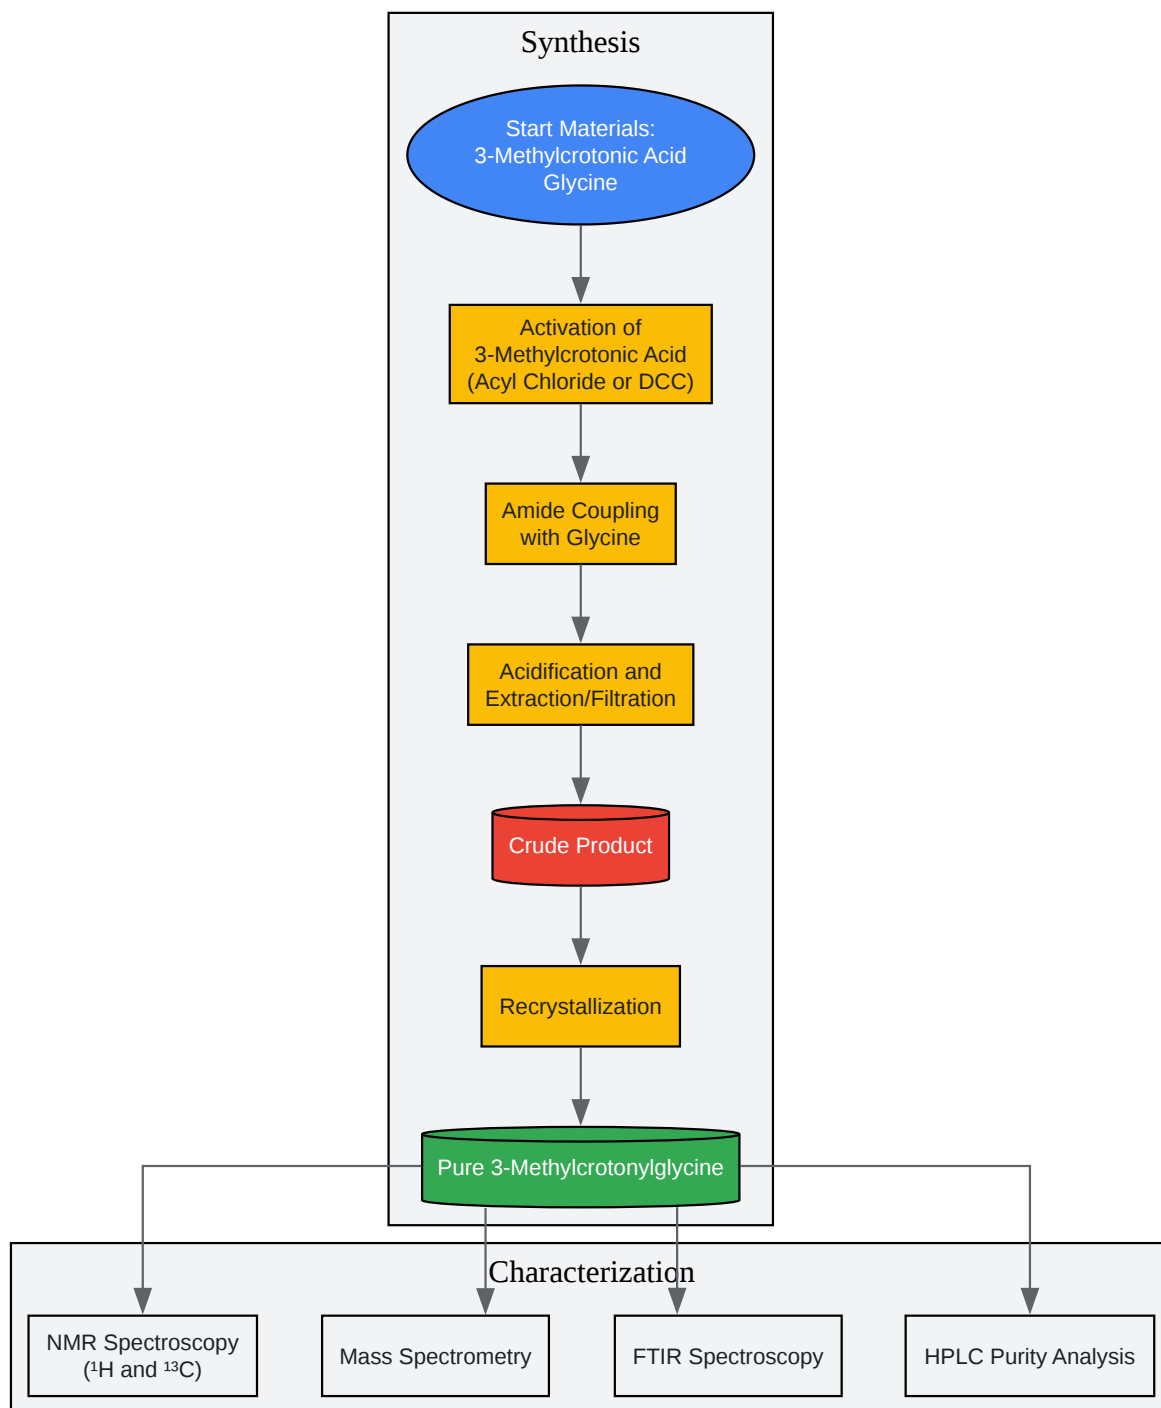 Synthesis
Start Materials:
3-Methylcrotonic Acid
Glycine
Activation of
3-Methylcrotonic Acid
(Acyl Chloride or DCC)
Amide Coupling
with Glycine
Acidification and
Extraction/Filtration
Crude Product
Recrystallization
Pure 3-Methylcrotonylglycine
Characterization
NMR Spectroscopy
(¹H and ¹³C)
Mass Spectrometry
FTIR Spectroscopy
HPLC Purity Analysis